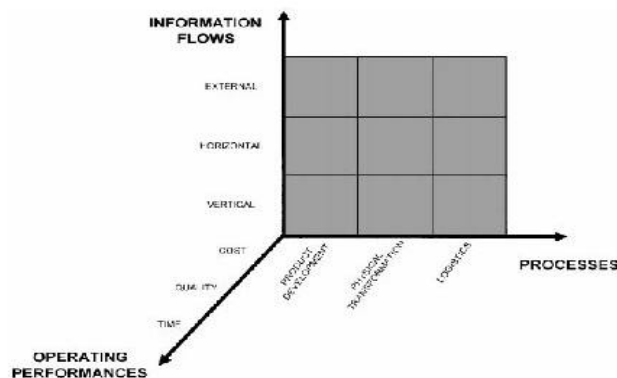 INFORMATION
FLOWS
EXTERNAL
HORIZONTAL
VERTICAL
COST
QUALITY
TIME
PRODUCT
DEVELOPMENT
PHYSICAL
TRANSFORMATION
LOGISTICS
PROCESSES
OPERATING
PERFORMANCES